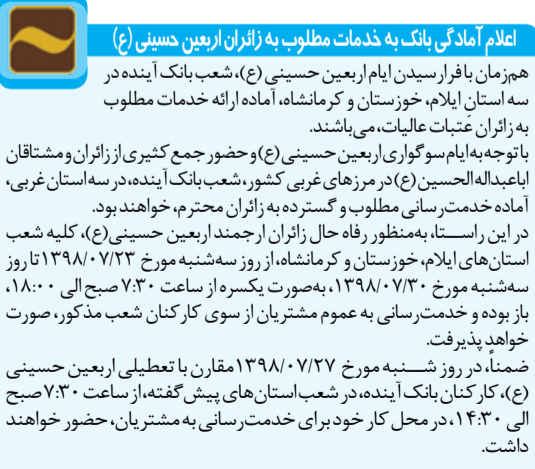 اعلام آمادگی بانک به خدمات مطلوب به زائران اربعین حسینی (ع)
همزمان با فرارسیدن ایام اربعین حسینی (ع)، شعب بانک آینده در
سه استانِ ایلام، خوزستان و کرمانشاه، آماده ارائه خدمات مطلوب
به زائران عَتبات عالیات، می‌باشند.
با توجه به ایام سوگواری اربعین حسینی (ع) و حضور جمع کثیری از زائران و مشتاقان
اباعبداله‌الحسین (ع) در مرزهای غربی کشور، شعب بانک آینده، در سه استان غربی،
آماده خدمت‌رسانی مطلوب و گسترده به زائران محترم، خواهند بود.
در این راستا، به‌منظور رفاه حال زائران ارجمند اربعین حسینی(ع)، کلیه شعب
استان‌های ایلام، خوزستان و کرمانشاه، از روز سه‌شنبه مورخ ۱۳۹۸/۰۷/۲۳ تا روز
سه‌شنبه مورخ ۱۳۹۸/۰۷/۳۰، به‌صورت یکسره از ساعت ۷:۳۰ صبح الی ۱۸:۰۰،
باز بوده و خدمت‌رسانی به عموم مشتریان از سوی کارکنان شعب مذکور، صورت
خواهد پذیرفت.
ضمناً، در روز شنبه مورخ ۱۳۹۸/۰۷/۲۷ مقارن با تعطیلی اربعین حسینی
(ع)، کارکنان بانک آینده، در شعب استان‌های پیش‌گفته، از ساعت ۷:۳۰ صبح
الی ۱۴:۳۰، در محل کار خود برای خدمت‌رسانی به مشتریان، حضور خواهند
داشت.